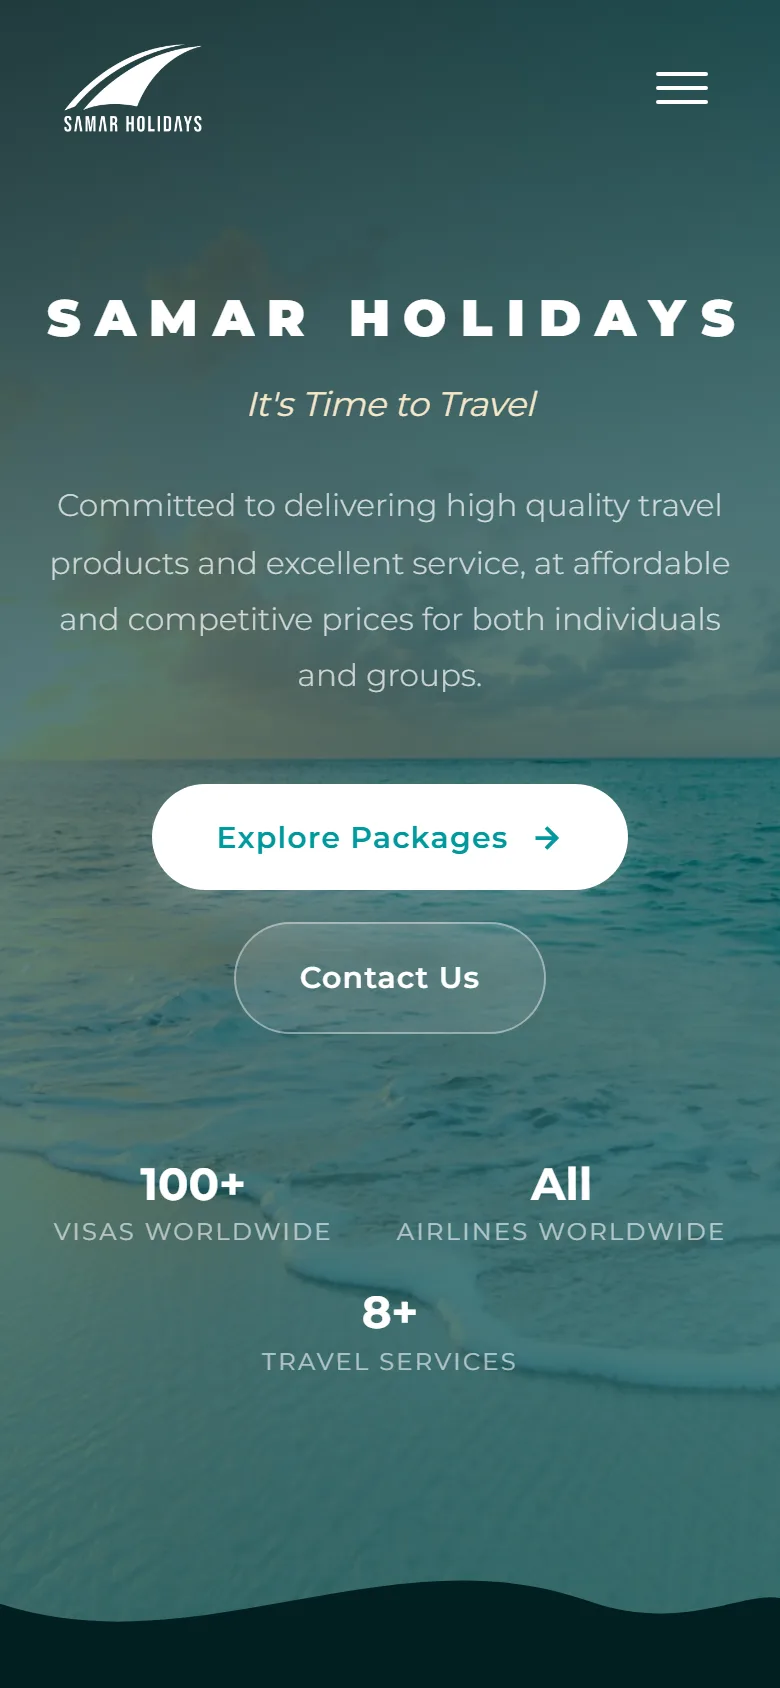 SAMAR HOLIDAYS
SAMAR HOLIDAYS
It's Time to Travel
Committed to delivering high quality travel
products and excellent service, at affordable
and competitive prices for both individuals
and groups.
Explore Packages →
Contact Us
100+
VISAS WORLDWIDE
All
AIRLINES WORLDWIDE
8+
TRAVEL SERVICES